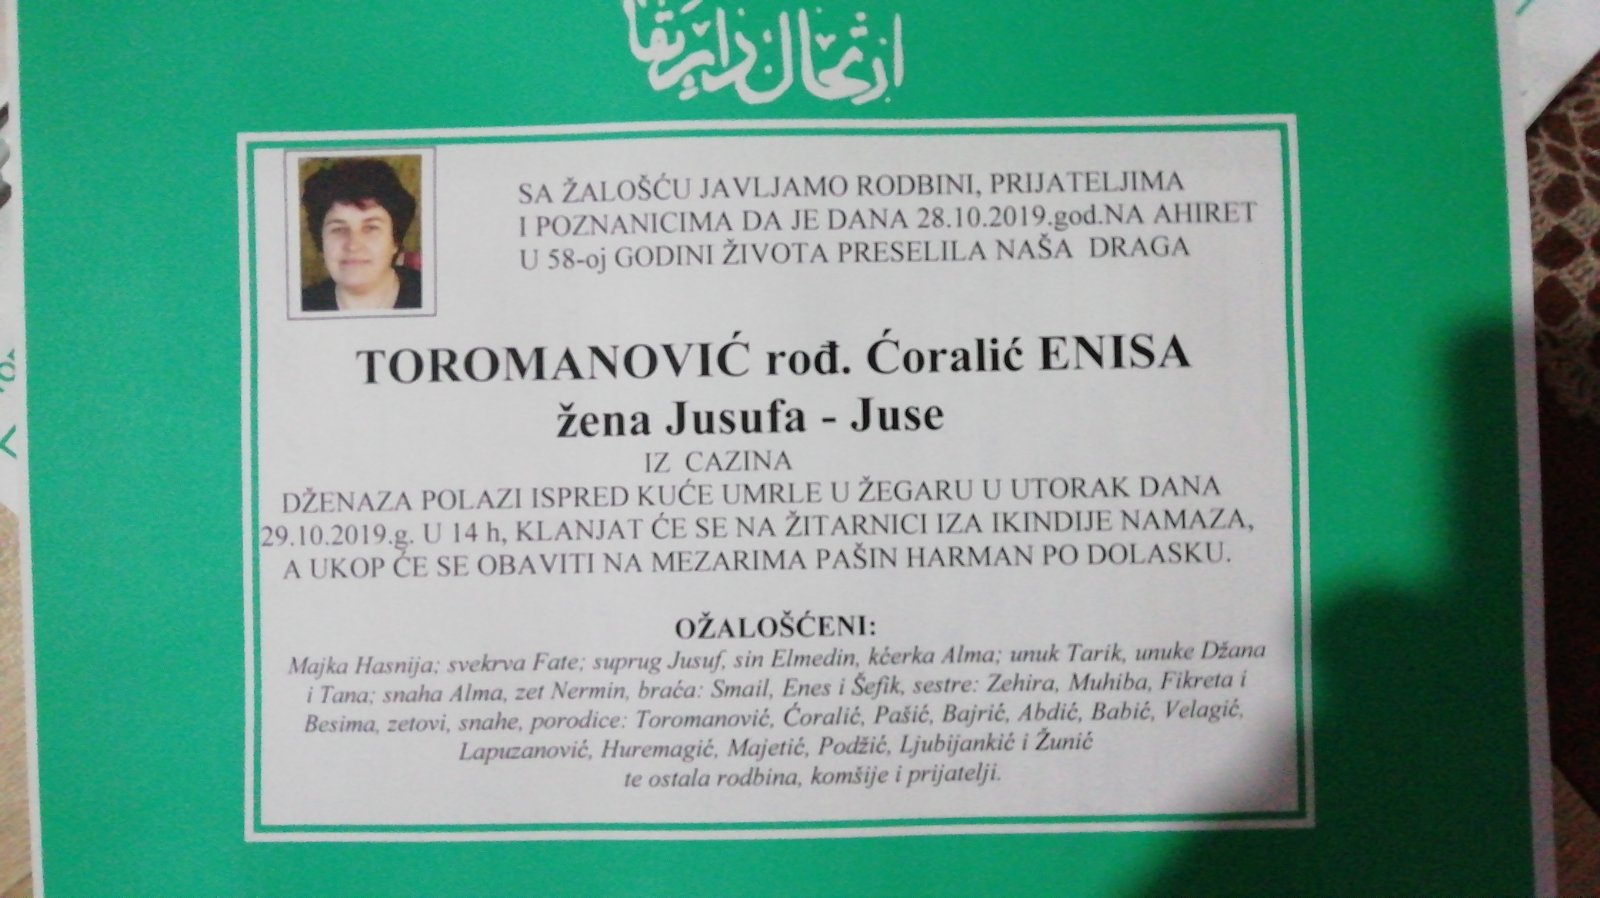 SA ŽALOŠĆU JAVLJAMO RODBINI, PRIJATELJIMA
I POZNANICIMA DA JE DANA 28.10.2019.god.NA AHIRET
U 58-oj GODINI ŽIVOTA PRESELILA NAŠA DRAGA
TOROMANOVIĆ rođ. Ćoralić ENISA
žena Jusufa - Juse
IZ CAZINA
DŽENAZA POLAZI ISPRED KUĆE UMRLE U ŽEGARU U UTORAK DANA
29.10.2019.g. U 14 h, KLANJAT ĆE SE NA ŽITARNICI IZA IKINDIJE NAMAZA,
A UKOP ĆE SE OBAVITI NA MEZARIMA PAŠIN HARMAN PO DOLASKU.
OŽALOŠĆENI:
Majka Hasnija; svekrva Fate; suprug Jusuf, sin Elmedin, kćerka Alma; unuk Tarik, unuke Džana
i Tana; snaha Alma, zet Nermin, braća: Smail, Enes i Šefik, sestre: Zehira, Muhiba, Fikreta i
Besima, zetovi, snahe, porodice: Toromanović, Ćoralić, Pašić, Bajrić, Abdić, Babić, Velagić,
Lapuzanović, Huremagić, Majetić, Podžić, Ljubijankić i Žunić
te ostala rodbina, komšije i prijatelji.